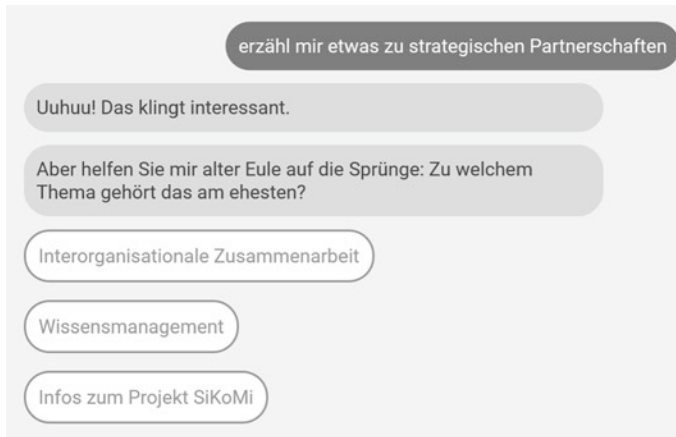 erzähl mir etwas zu strategischen Partnerschaften
Uuhuu! Das klingt interessant.
Aber helfen Sie mir alter Eule auf die Sprünge: Zu welchem
Thema gehört das am ehesten?
Interorganisationale Zusammenarbeit
Wissensmanagement
Infos zum Projekt SiKoMi